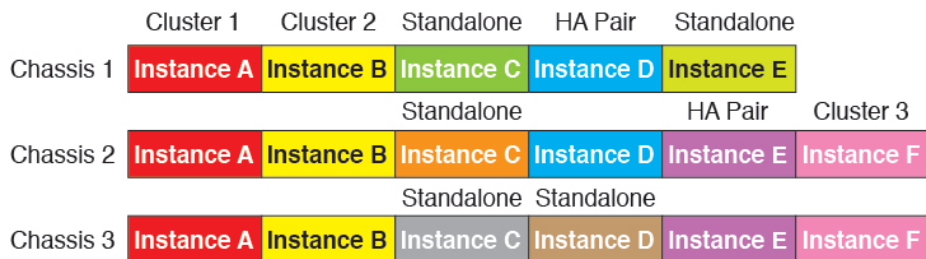 Cluster 1 Cluster 2 Standalone HA Pair Standalone
Chassis 1 Instance A Instance B Instance C Instance D Instance E
Standalone HA Pair Cluster 3
Chassis 2 Instance A Instance B Instance C Instance D Instance E Instance F
Standalone Standalone
Chassis 3 Instance A Instance B Instance C Instance D Instance E Instance F